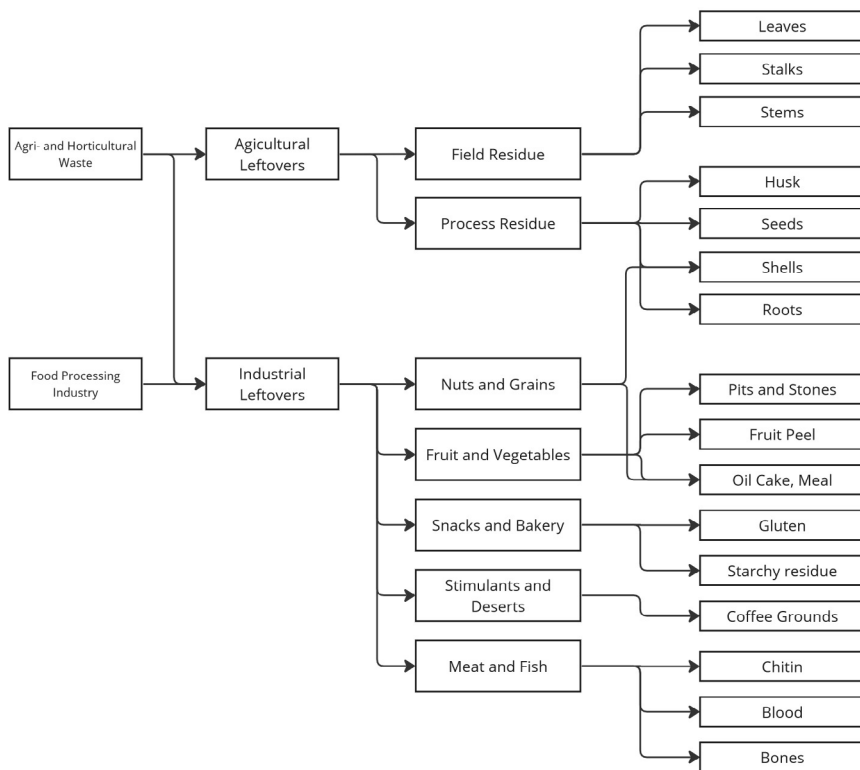 Leaves
Stalks
Stems
Agri- and Horticultural
Waste
Agicultural
Leftovers
Field Residue
Process Residue
Husk
Seeds
Shells
Roots
Food Processing
Industry
Industrial
Leftovers
Nuts and Grains
Fruit and Vegetables
Snacks and Bakery
Stimulants and
Deserts
Meat and Fish
Pits and Stones
Fruit Peel
Oil Cake, Meal
Gluten
Starchy residue
Coffee Grounds
Chitin
Blood
Bones